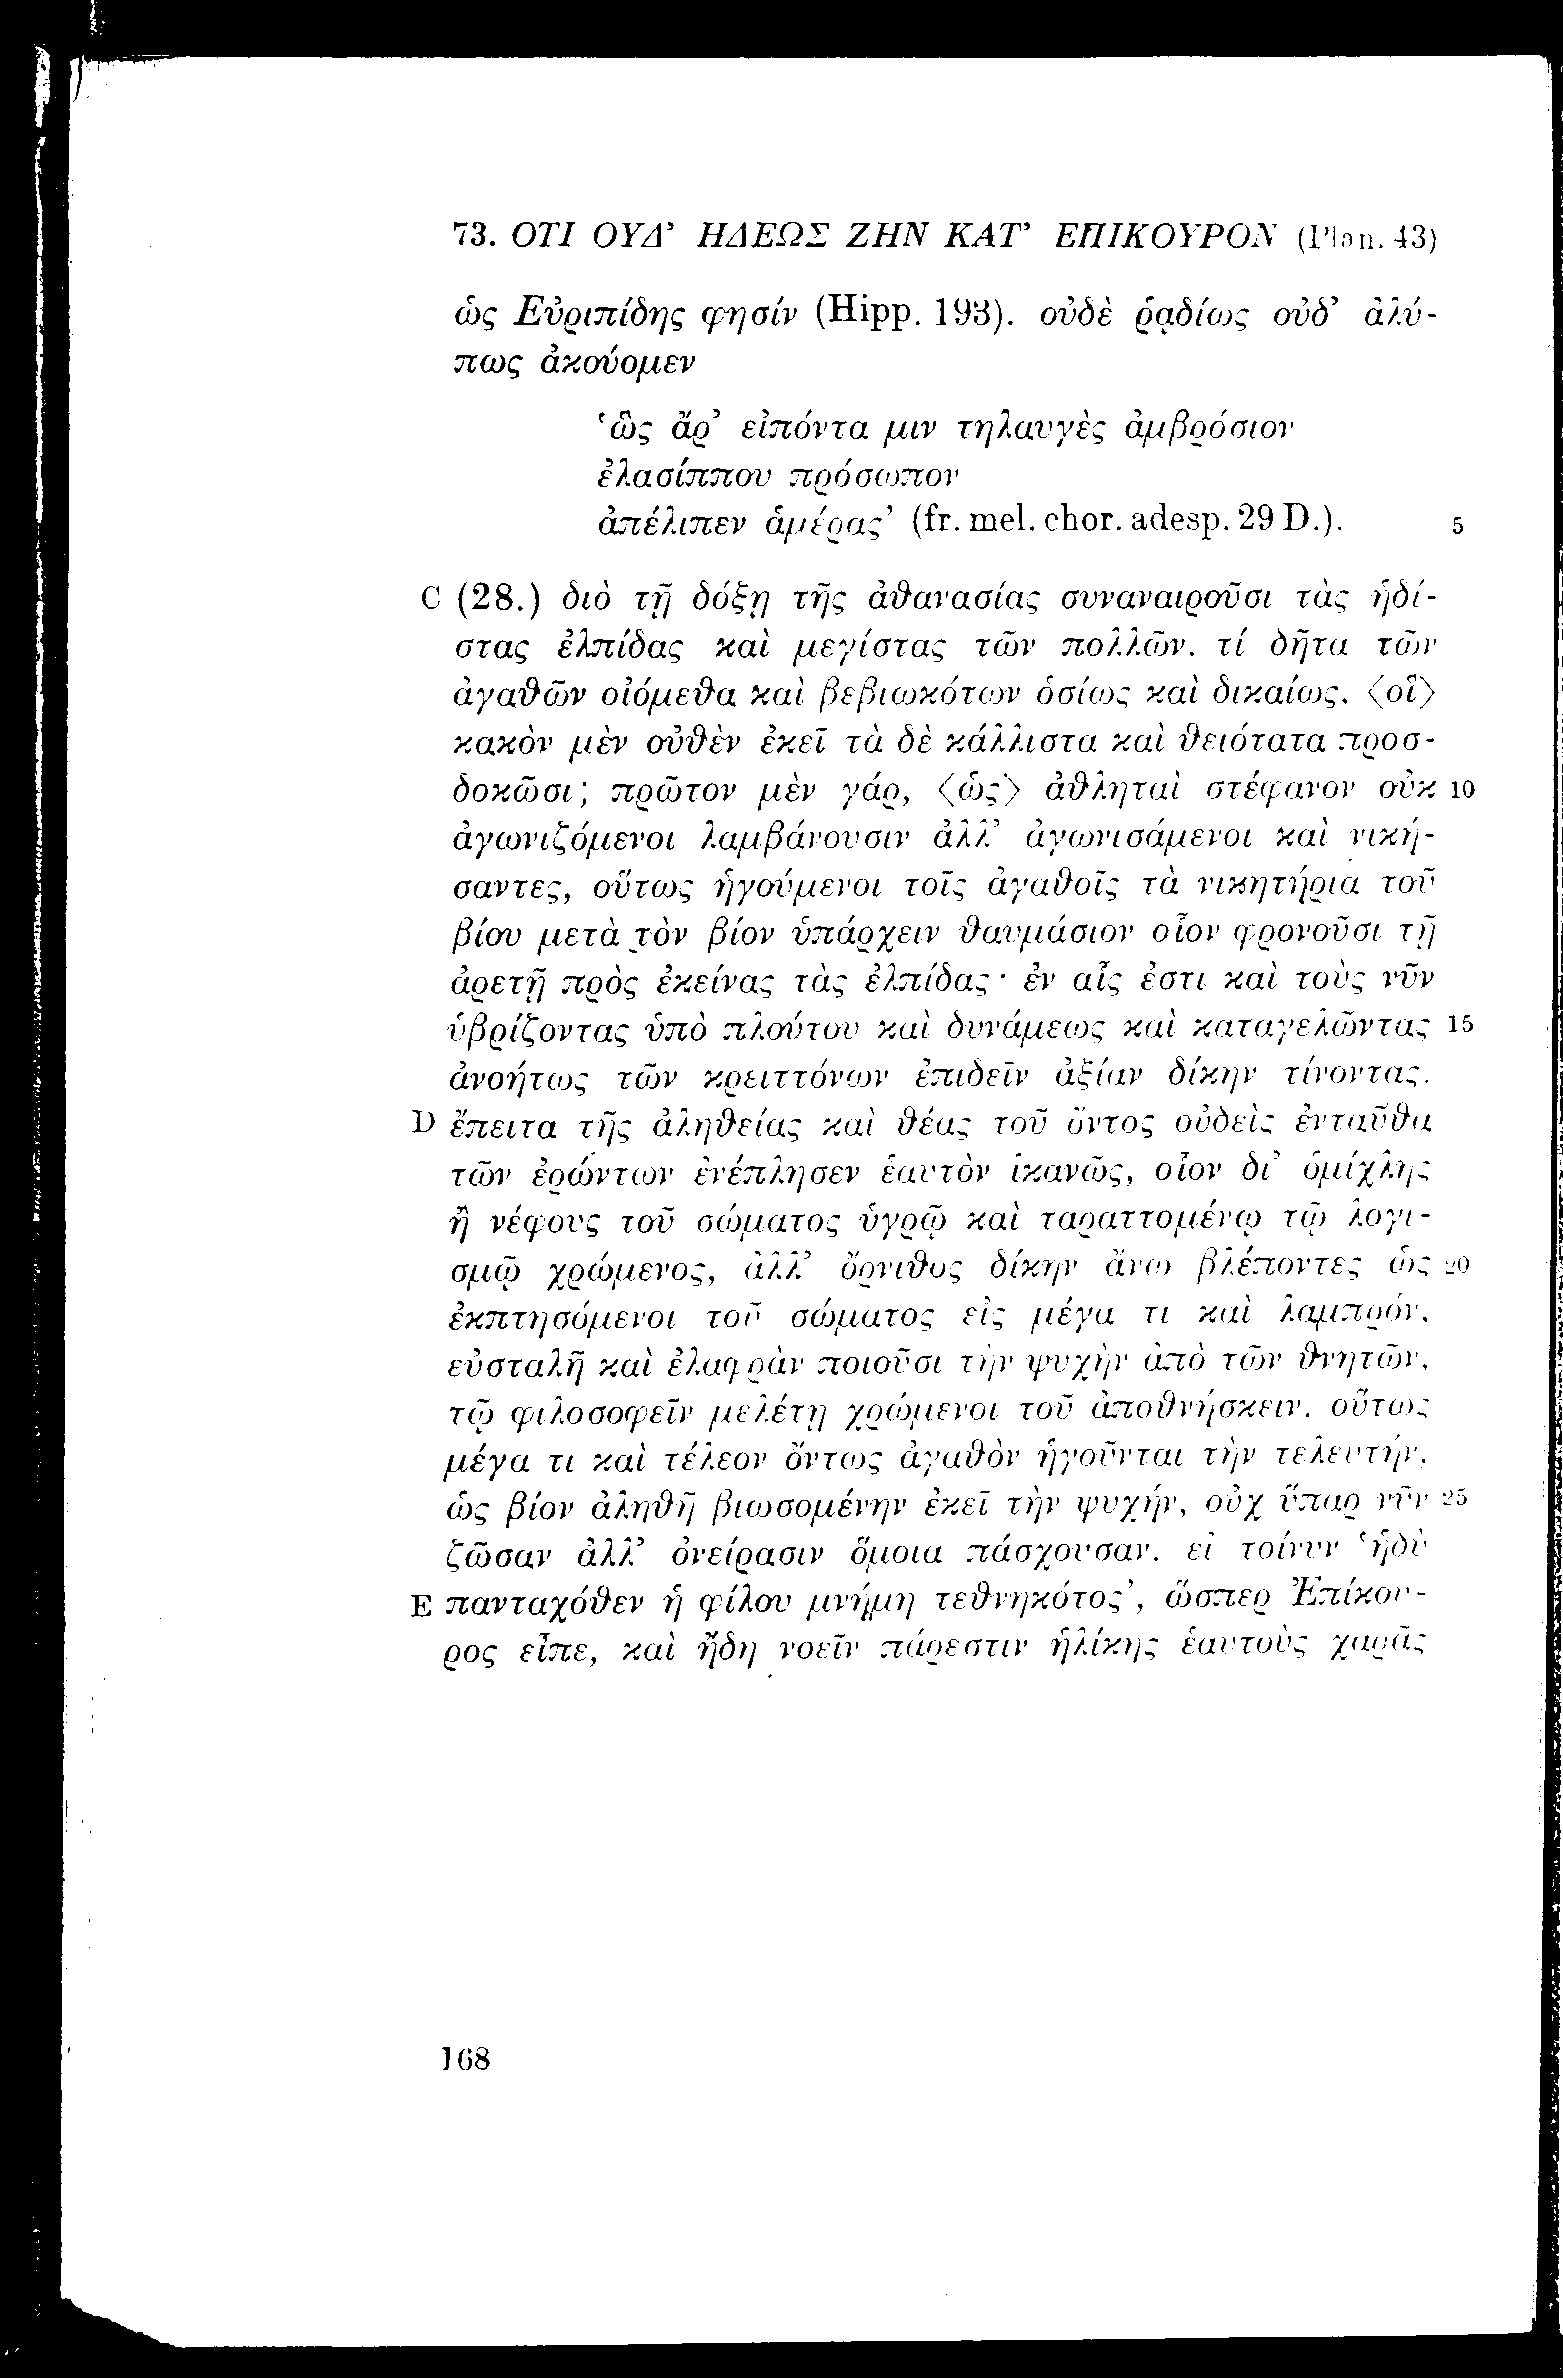 73. ΟΤΙ ΟΥΔ’ ΗΔΕΩΣ ΖΗΝ ΚΑΤ’ ΕΠΙΚΟΥΡΟΝ (Plan. 43)
ὡς Εὐριπίδης φησίν (Hipp. 193). οὐδὲ ῥᾳδίως οὐδ’ ἀλύ-
πως ἀκούομεν
‘ὣς ἄρ’ εἰπόντα μιν τηλαυγὲς ἀμβρόσιον
ἐλασίππου πρόσωπον
ἀπέλιπεν ἁμέρας’ (fr. mel. chor. adesp. 29 D.). 5
C (28.) διὸ τῇ δόξῃ τῆς ἀθανασίας συναναιροῦσι τὰς ἡδί-
στας ἐλπίδας καὶ μεγίστας τῶν πολλῶν. τί δῆτα τῶν
ἀγαθῶν οἰόμεθα καὶ βεβιωκότων ὁσίως καὶ δικαίως, 〈οἳ〉
κακὸν μὲν οὐθὲν ἐκεῖ τὰ δὲ κάλλιστα καὶ θειότατα προσ-
δοκῶσι; πρῶτον μὲν γάρ, 〈ὡς〉 ἀθληταὶ στέφανον οὐκ 10
ἀγωνιζόμενοι λαμβάνουσιν ἀλλ’ ἀγωνισάμενοι καὶ νική-
σαντες, οὕτως ἡγούμενοι τοῖς ἀγαθοῖς τὰ νικητήρια τοῦ
βίου μετὰ τὸν βίον ὑπάρχειν θαυμάσιον οἷον φρονοῦσι τῇ
ἀρετῇ πρὸς ἐκείνας τὰς ἐλπίδας· ἐν αἷς ἐστι καὶ τοὺς νῦν
ὑβρίζοντας ὑπὸ πλούτου καὶ δυνάμεως καὶ καταγελῶντας 15
ἀνοήτως τῶν κρειττόνων ἐπιδεῖν ἀξίαν δίκην τίνοντας.
D ἔπειτα τῆς ἀληθείας καὶ θέας τοῦ ὄντος οὐδεὶς ἐνταῦθα
τῶν ἐρώντων ἐνέπλησεν ἑαυτὸν ἱκανῶς, οἷον δι’ ὁμίχλης
ἢ νέφους τοῦ σώματος ὑγρῷ καὶ ταραττομένῳ τῷ λογι-
σμῷ χρώμενος, ἀλλ’ ὄρνιθος δίκην ἄνω βλέποντες ὡς 20
ἐκπτησόμενοι τοῦ σώματος εἰς μέγα τι καὶ λαμπρόν,
εὐσταλῆ καὶ ἐλαφρὰν ποιοῦσι τὴν ψυχὴν ἀπὸ τῶν θνητῶν,
τῷ φιλοσοφεῖν μελέτῃ χρώμενοι τοῦ ἀποθνήσκειν. οὕτως
μέγα τι καὶ τέλεον ὄντως ἀγαθὸν ἡγοῦνται τὴν τελευτήν,
ὡς βίον ἀληθῆ βιωσομένην ἐκεῖ τὴν ψυχήν, οὐχ ὕπαρ νῦν 25
ζῶσαν ἀλλ’ ὀνείρασιν ὅμοια πάσχουσαν. εἰ τοίνυν ‘ἡδὺ
E πανταχόθεν ἡ φίλου μνήμη τεθνηκότος’, ὥσπερ Ἐπίκου-
ρος εἶπε, καὶ ἤδη νοεῖν πάρεστιν ἡλίκης ἑαυτοὺς χαρᾶς
168